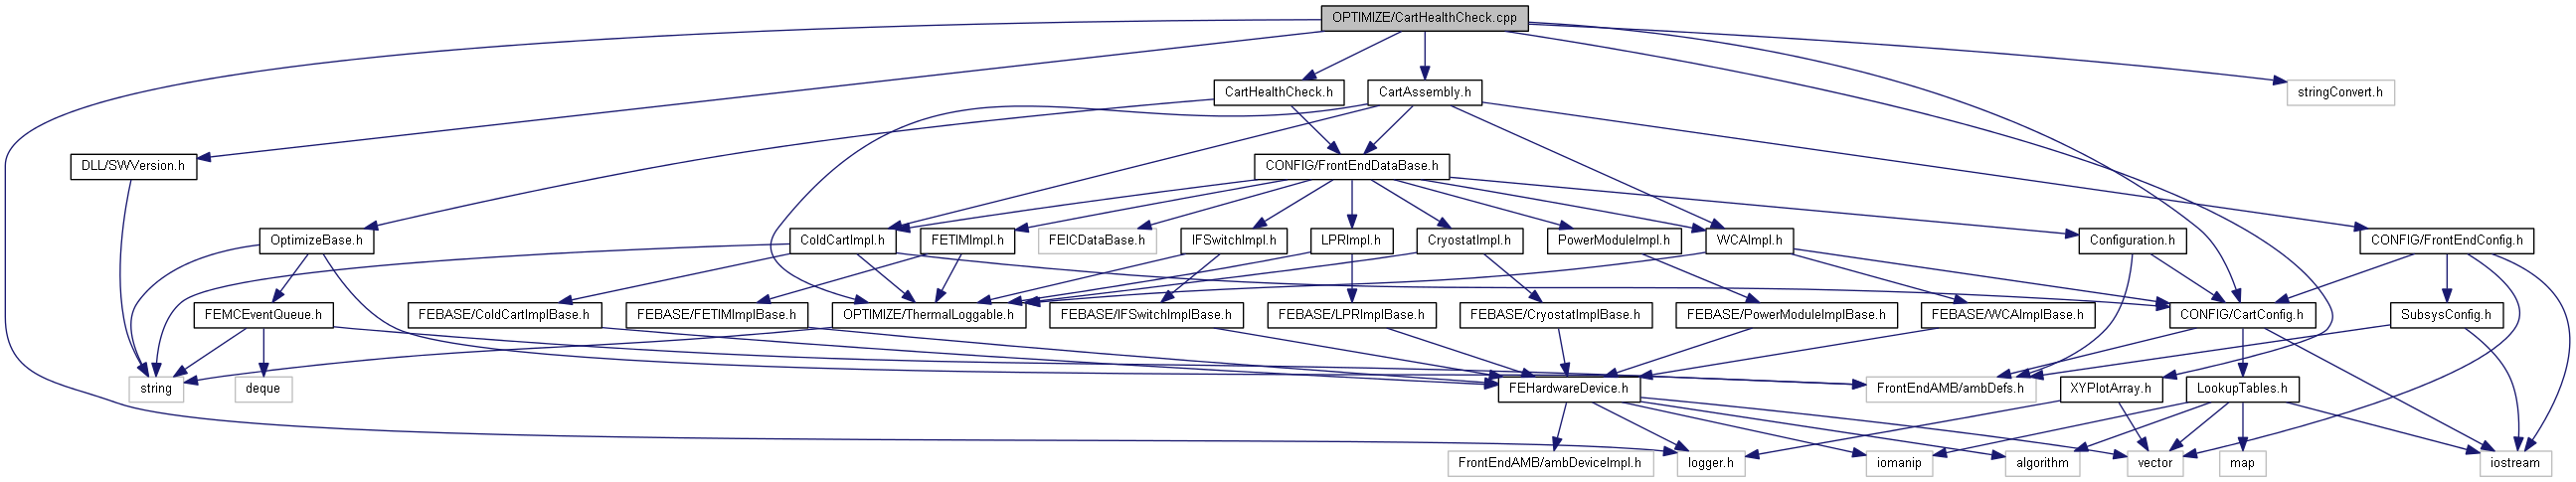 OPTIMIZE/CartHealthCheck.cpp
CartHealthCheck.h
CartAssembly.h
stringConvert.h
DLL/SWVersion.h
CONFIG/FrontEndDataBase.h
OptimizeBase.h
ColdCartImpl.h
FETIMImpl.h
FEICDataBase.h
IFSwitchImpl.h
LPRImpl.h
CryostatImpl.h
PowerModuleImpl.h
WCAImpl.h
Configuration.h
CONFIG/FrontEndConfig.h
FEMCEventQueue.h
FEBASE/ColdCartImplBase.h
FEBASE/FETIMImplBase.h
OPTIMIZE/ThermalLoggable.h
FEBASE/IFSwitchImplBase.h
FEBASE/LPRImplBase.h
FEBASE/CryostatImplBase.h
FEBASE/PowerModuleImplBase.h
FEBASE/WCAImplBase.h
CONFIG/CartConfig.h
SubsysConfig.h
string
deque
FEHardwareDevice.h
FrontEndAMB/ambDefs.h
XYPlotArray.h
LookupTables.h
FrontEndAMB/ambDeviceImpl.h
logger.h
iomanip
algorithm
vector
map
iostream